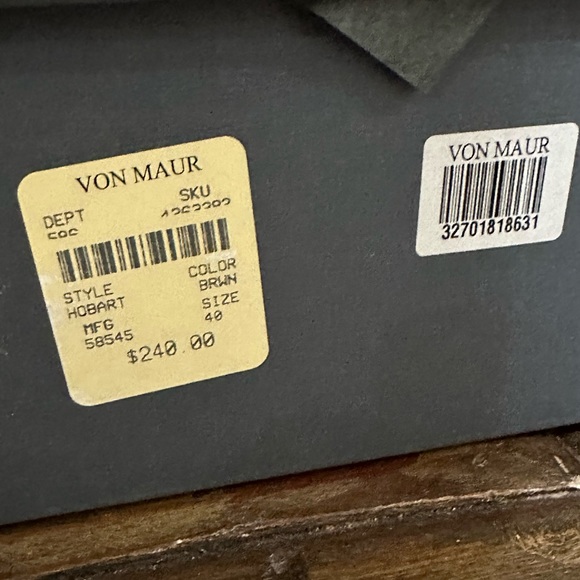 VON MAUR
DEPT SKU
STYLE COLOR
HOBART BRWN
MFG SIZE
58545 40
$240.00
VON MAUR
32701818631